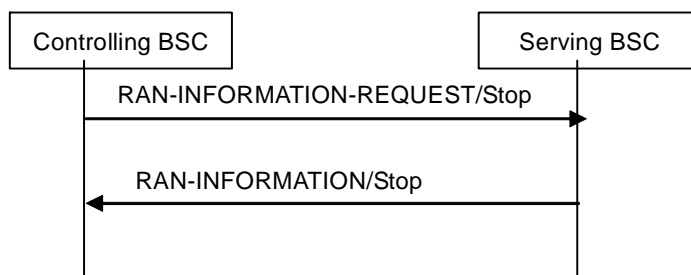 Controlling BSC
Serving BSC
RAN-INFORMATION-REQUEST/Stop
RAN-INFORMATION/Stop